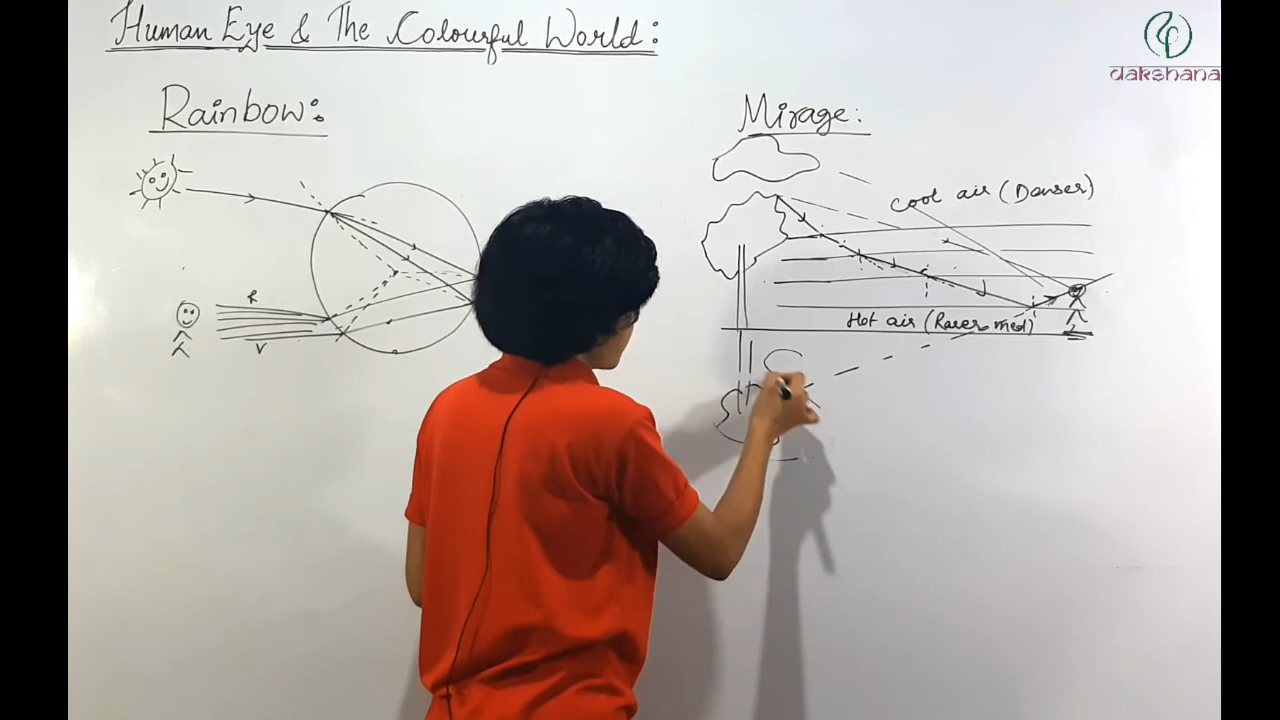 Human Eye & The Colourful World:
dakshana
Rainbow:
Mirage:
Cool air (Denser)
R
V
Hot air (Rarer med)